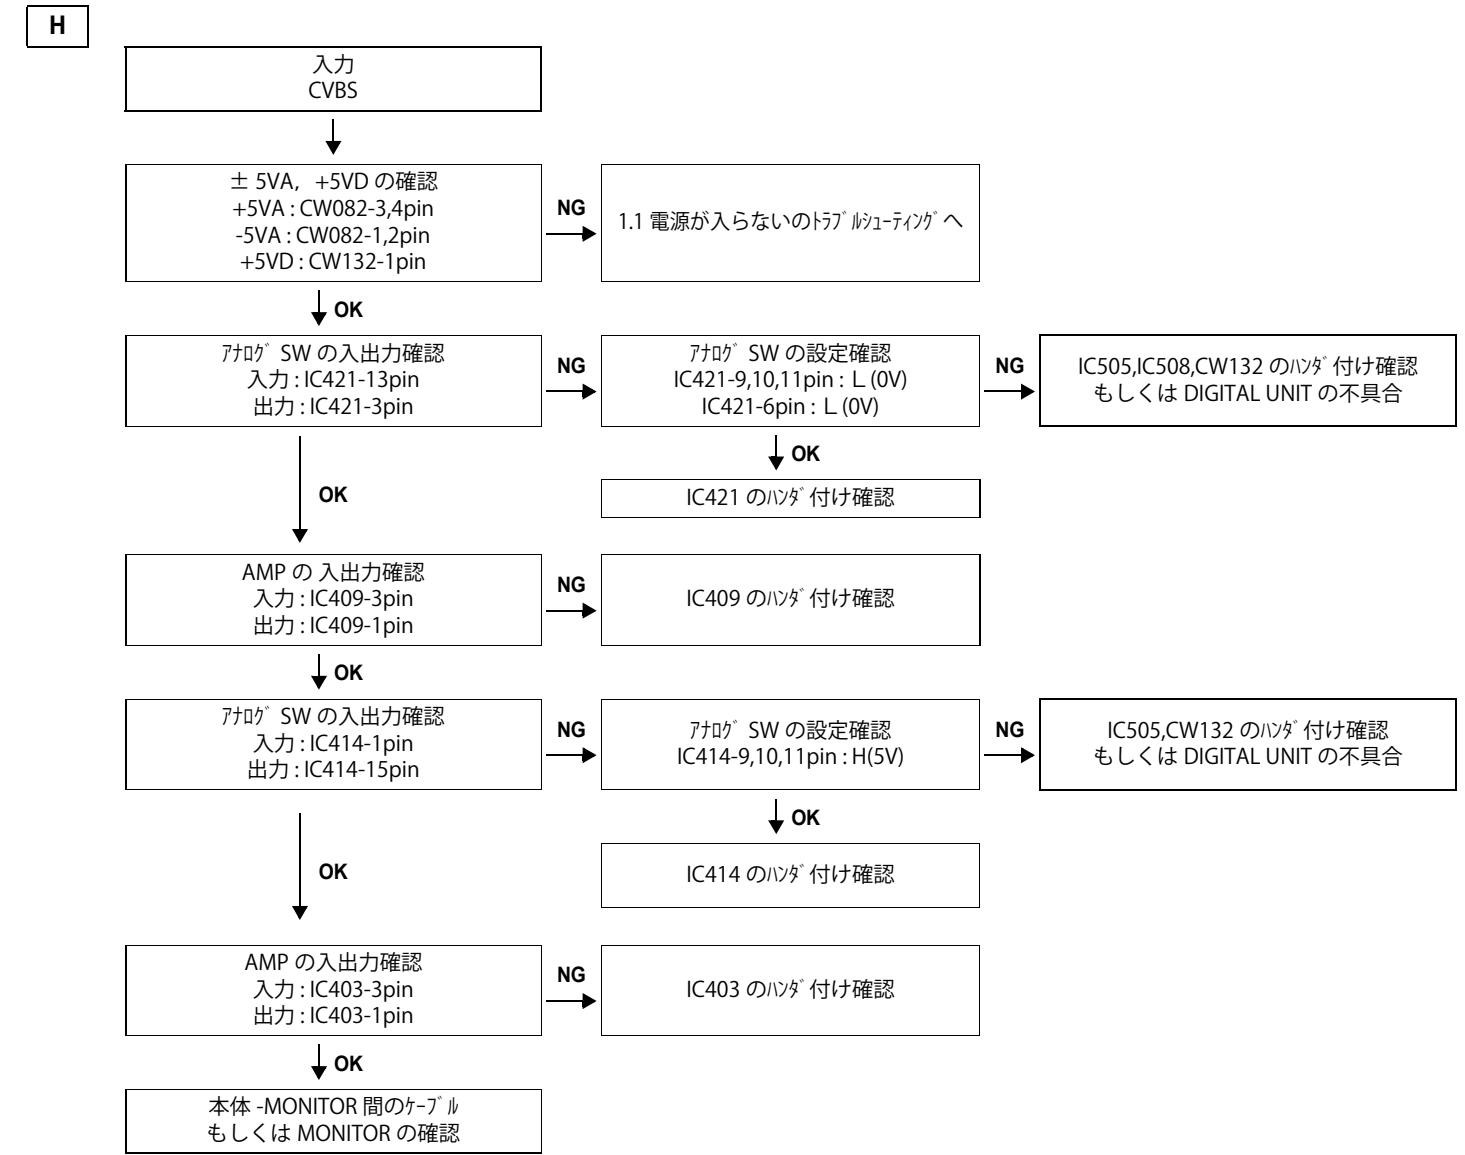 H
入力
CVBS
± 5VA, +5VD の確認
+5VA : CW082-3,4pin
-5VA : CW082-1,2pin
+5VD : CW132-1pin
NG
1.1 電源が入らないのﾄﾗﾌﾞﾙｼｭｰﾃｨﾝｸﾞへ
OK
ｱﾅﾛｸﾞ SW の入出力確認
入力 : IC421-13pin
出力 : IC421-3pin
NG
ｱﾅﾛｸﾞ SW の設定確認
IC421-9,10,11pin : L (0V)
IC421-6pin : L (0V)
NG
IC505,IC508,CW132 のﾊﾝﾀﾞ付け確認
もしくは DIGITAL UNIT の不具合
OK
IC421 のﾊﾝﾀﾞ付け確認
OK
AMP の 入出力確認
入力 : IC409-3pin
出力 : IC409-1pin
NG
IC409 のﾊﾝﾀﾞ付け確認
OK
ｱﾅﾛｸﾞ SW の入出力確認
入力 : IC414-1pin
出力 : IC414-15pin
NG
ｱﾅﾛｸﾞ SW の設定確認
IC414-9,10,11pin : H(5V)
NG
IC505,CW132 のﾊﾝﾀﾞ付け確認
もしくは DIGITAL UNIT の不具合
OK
IC414 のﾊﾝﾀﾞ付け確認
OK
AMP の入出力確認
入力 : IC403-3pin
出力 : IC403-1pin
NG
IC403 のﾊﾝﾀﾞ付け確認
OK
本体 -MONITOR 間のｹｰﾌﾞﾙ
もしくは MONITOR の確認